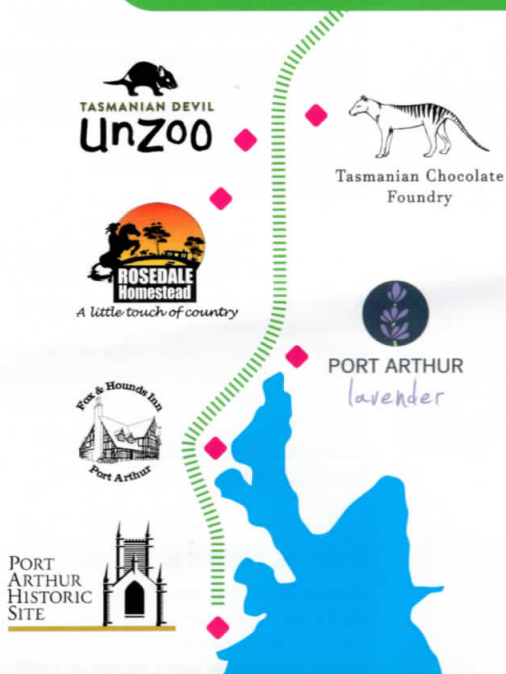 TASMANIAN DEVIL
unzoo
Tasmanian Chocolate
Foundry
ROSEDALE
Homestead
A little touch of country
PORT ARTHUR
lavender
Fox & Hounds Inn
Port Arthur
PORT
ARTHUR
HISTORIC
SITE